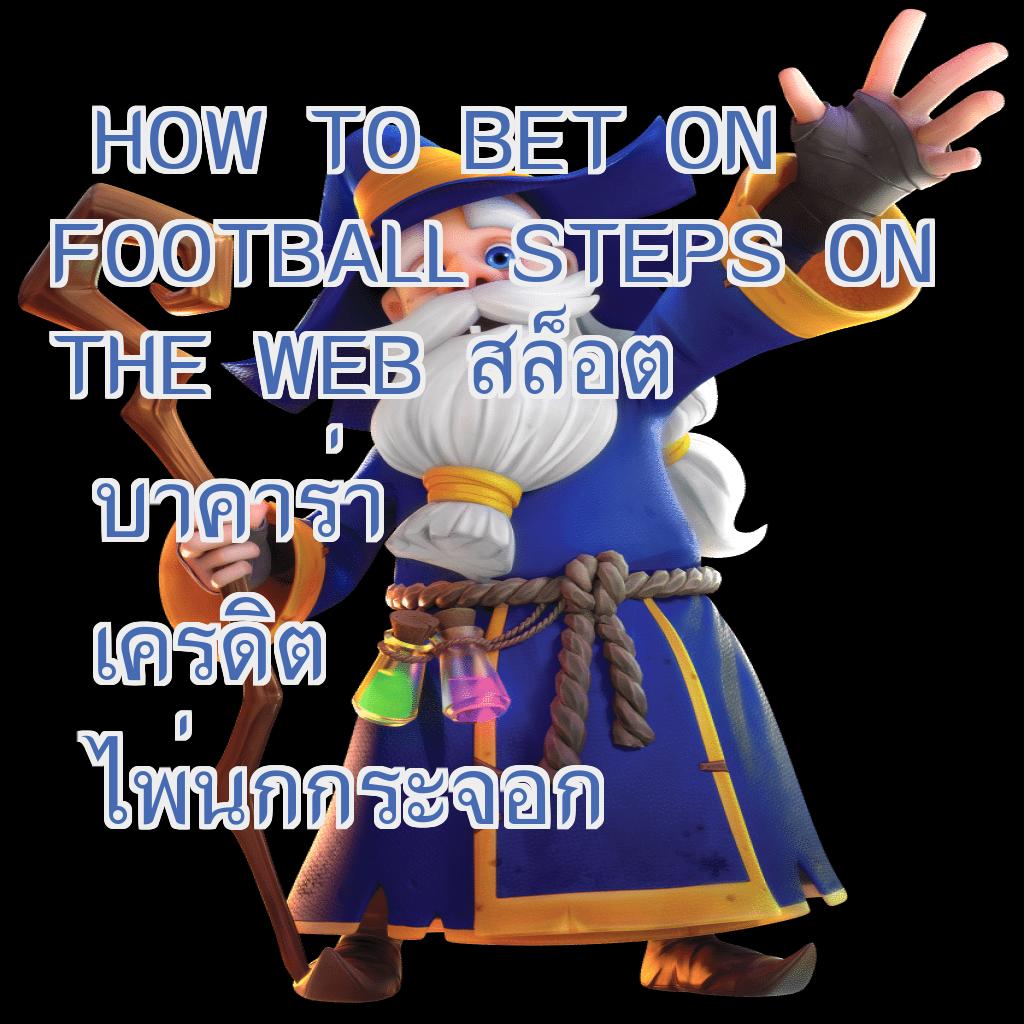 HOW TO BET ON
FOOTBALL STEPS ON
THE WEB สล็อต
บาคาร่า
เครดิต
ไพ่นกกระจอก